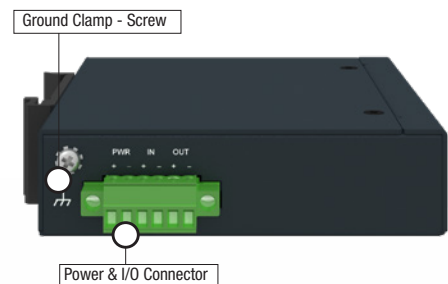 Ground Clamp - Screw
PWR IN OUT
+ - + - + -
Power & I/O Connector